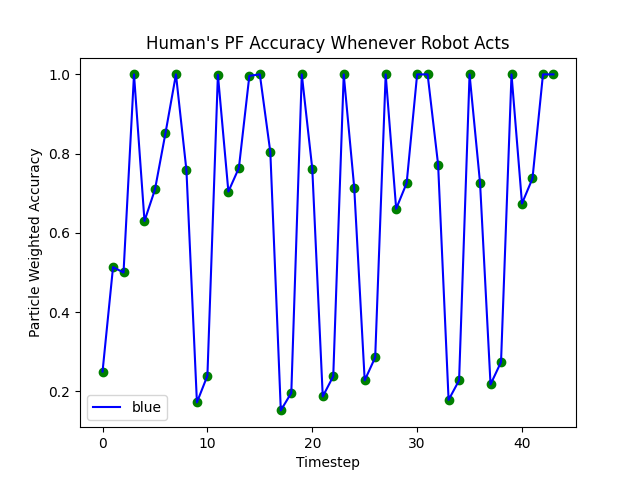 Human's PF Accuracy Whenever Robot Acts
Particle Weighted Accuracy
1.0
0.8
0.6
0.4
0.2
blue
0 10 20 30 40
Timestep